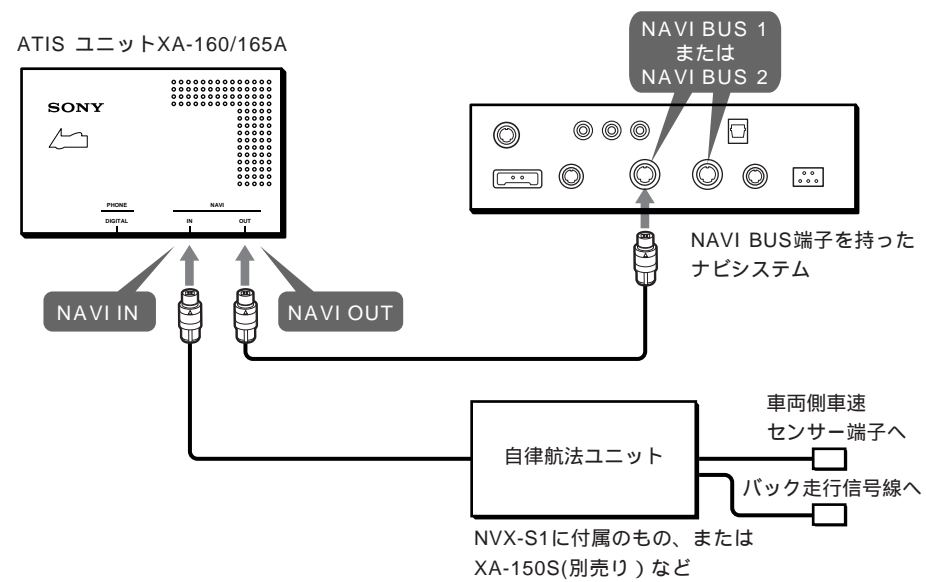 ATIS ユニットXA-160/165A
NAVI BUS 1
または
NAVI BUS 2
SONY
PHONE
NAVI
DIGITAL
IN
OUT
NAVI IN
NAVI OUT
NAVI BUS端子を持った
ナビシステム
自律航法ユニット
車両側車速
センサー端子へ
バック走行信号線へ
NVX-S1に付属のもの、または
XA-150S(別売り）など